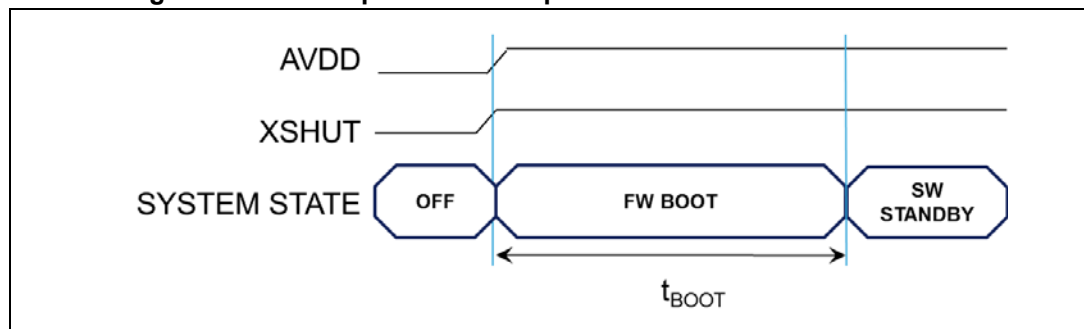 AVDD
XSHUT
SYSTEM STATE
OFF
FW BOOT
SW
STANDBY
tBOOT